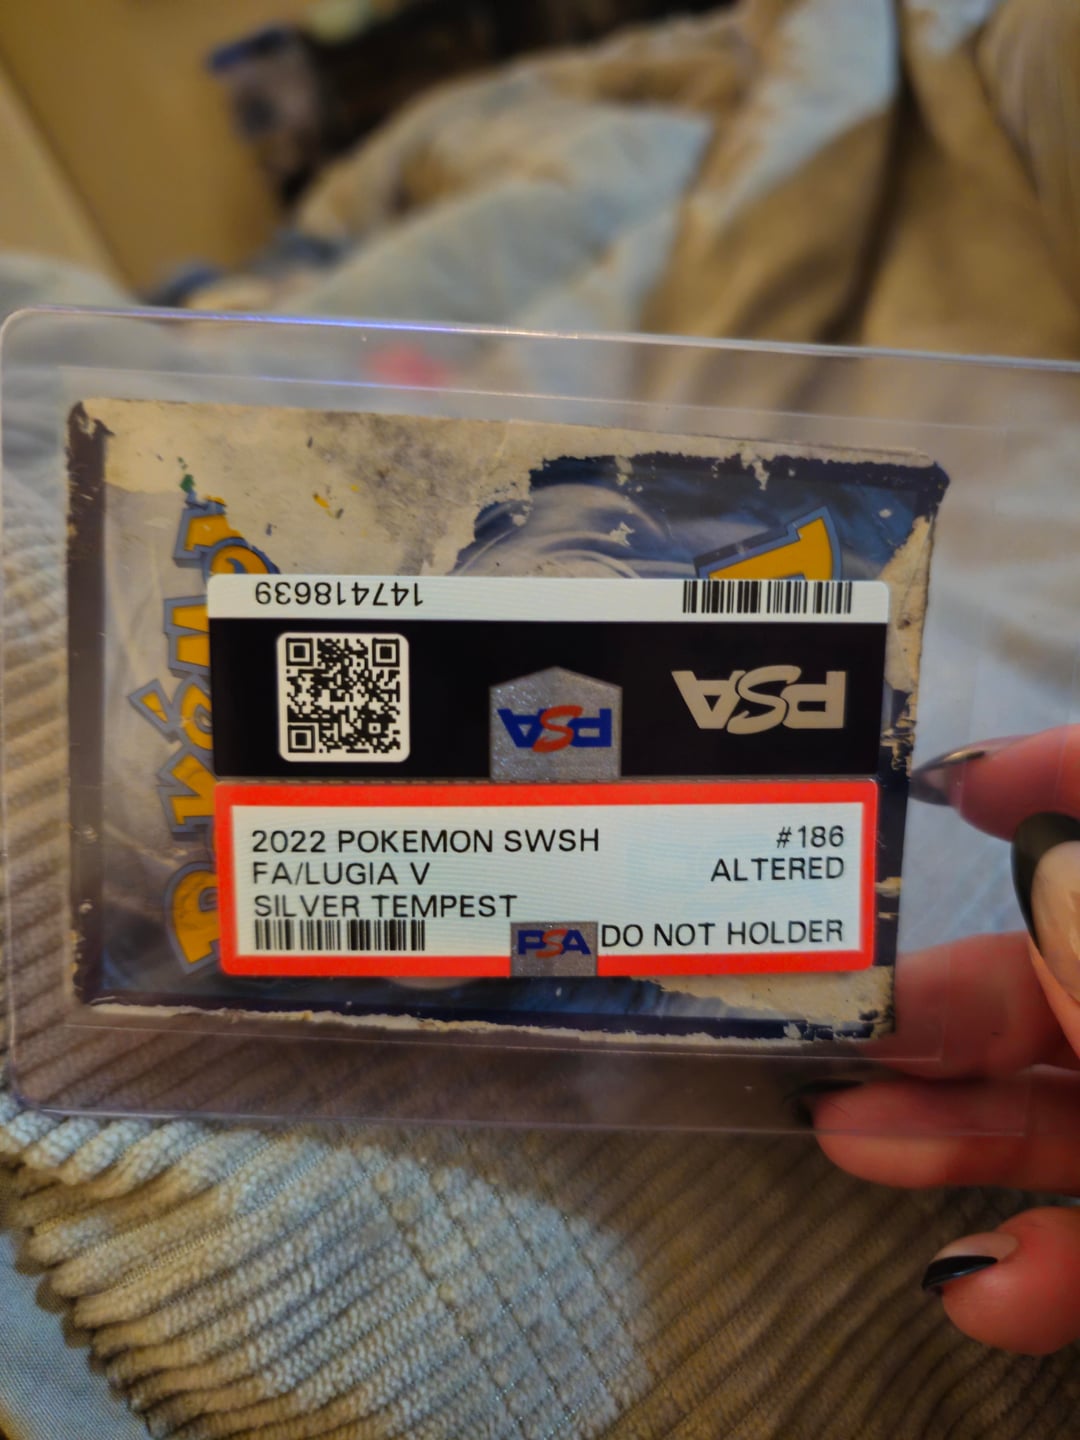 147418639
PSA
PSA
2022 POKEMON SWSH #186
FA/LUGIA V ALTERED
SILVER TEMPEST
PSA DO NOT HOLDER